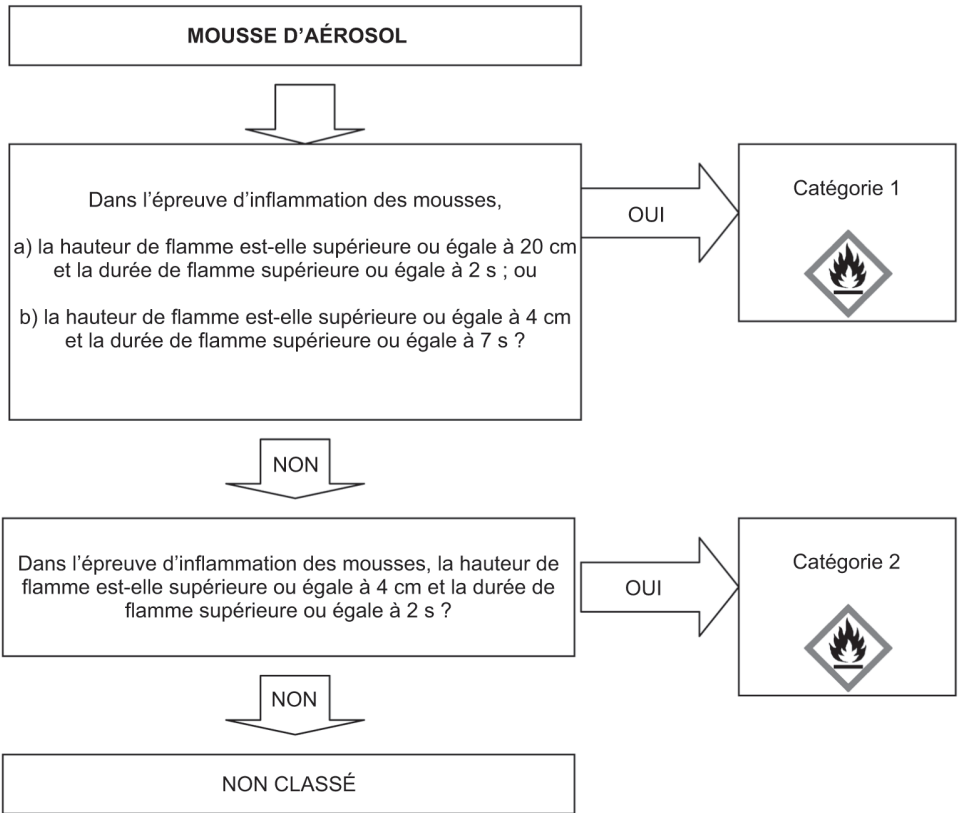 MOUSSE D’AÉROSOL
Dans l’épreuve d’inflammation des mousses,
a) la hauteur de flamme est-elle supérieure ou égale à 20 cm
et la durée de flamme supérieure ou égale à 2 s ; ou
b) la hauteur de flamme est-elle supérieure ou égale à 4 cm
et la durée de flamme supérieure ou égale à 7 s ?
OUI
Catégorie 1
NON
Dans l’épreuve d’inflammation des mousses, la hauteur de
flamme est-elle supérieure ou égale à 4 cm et la durée de
flamme supérieure ou égale à 2 s ?
OUI
Catégorie 2
NON
NON CLASSÉ